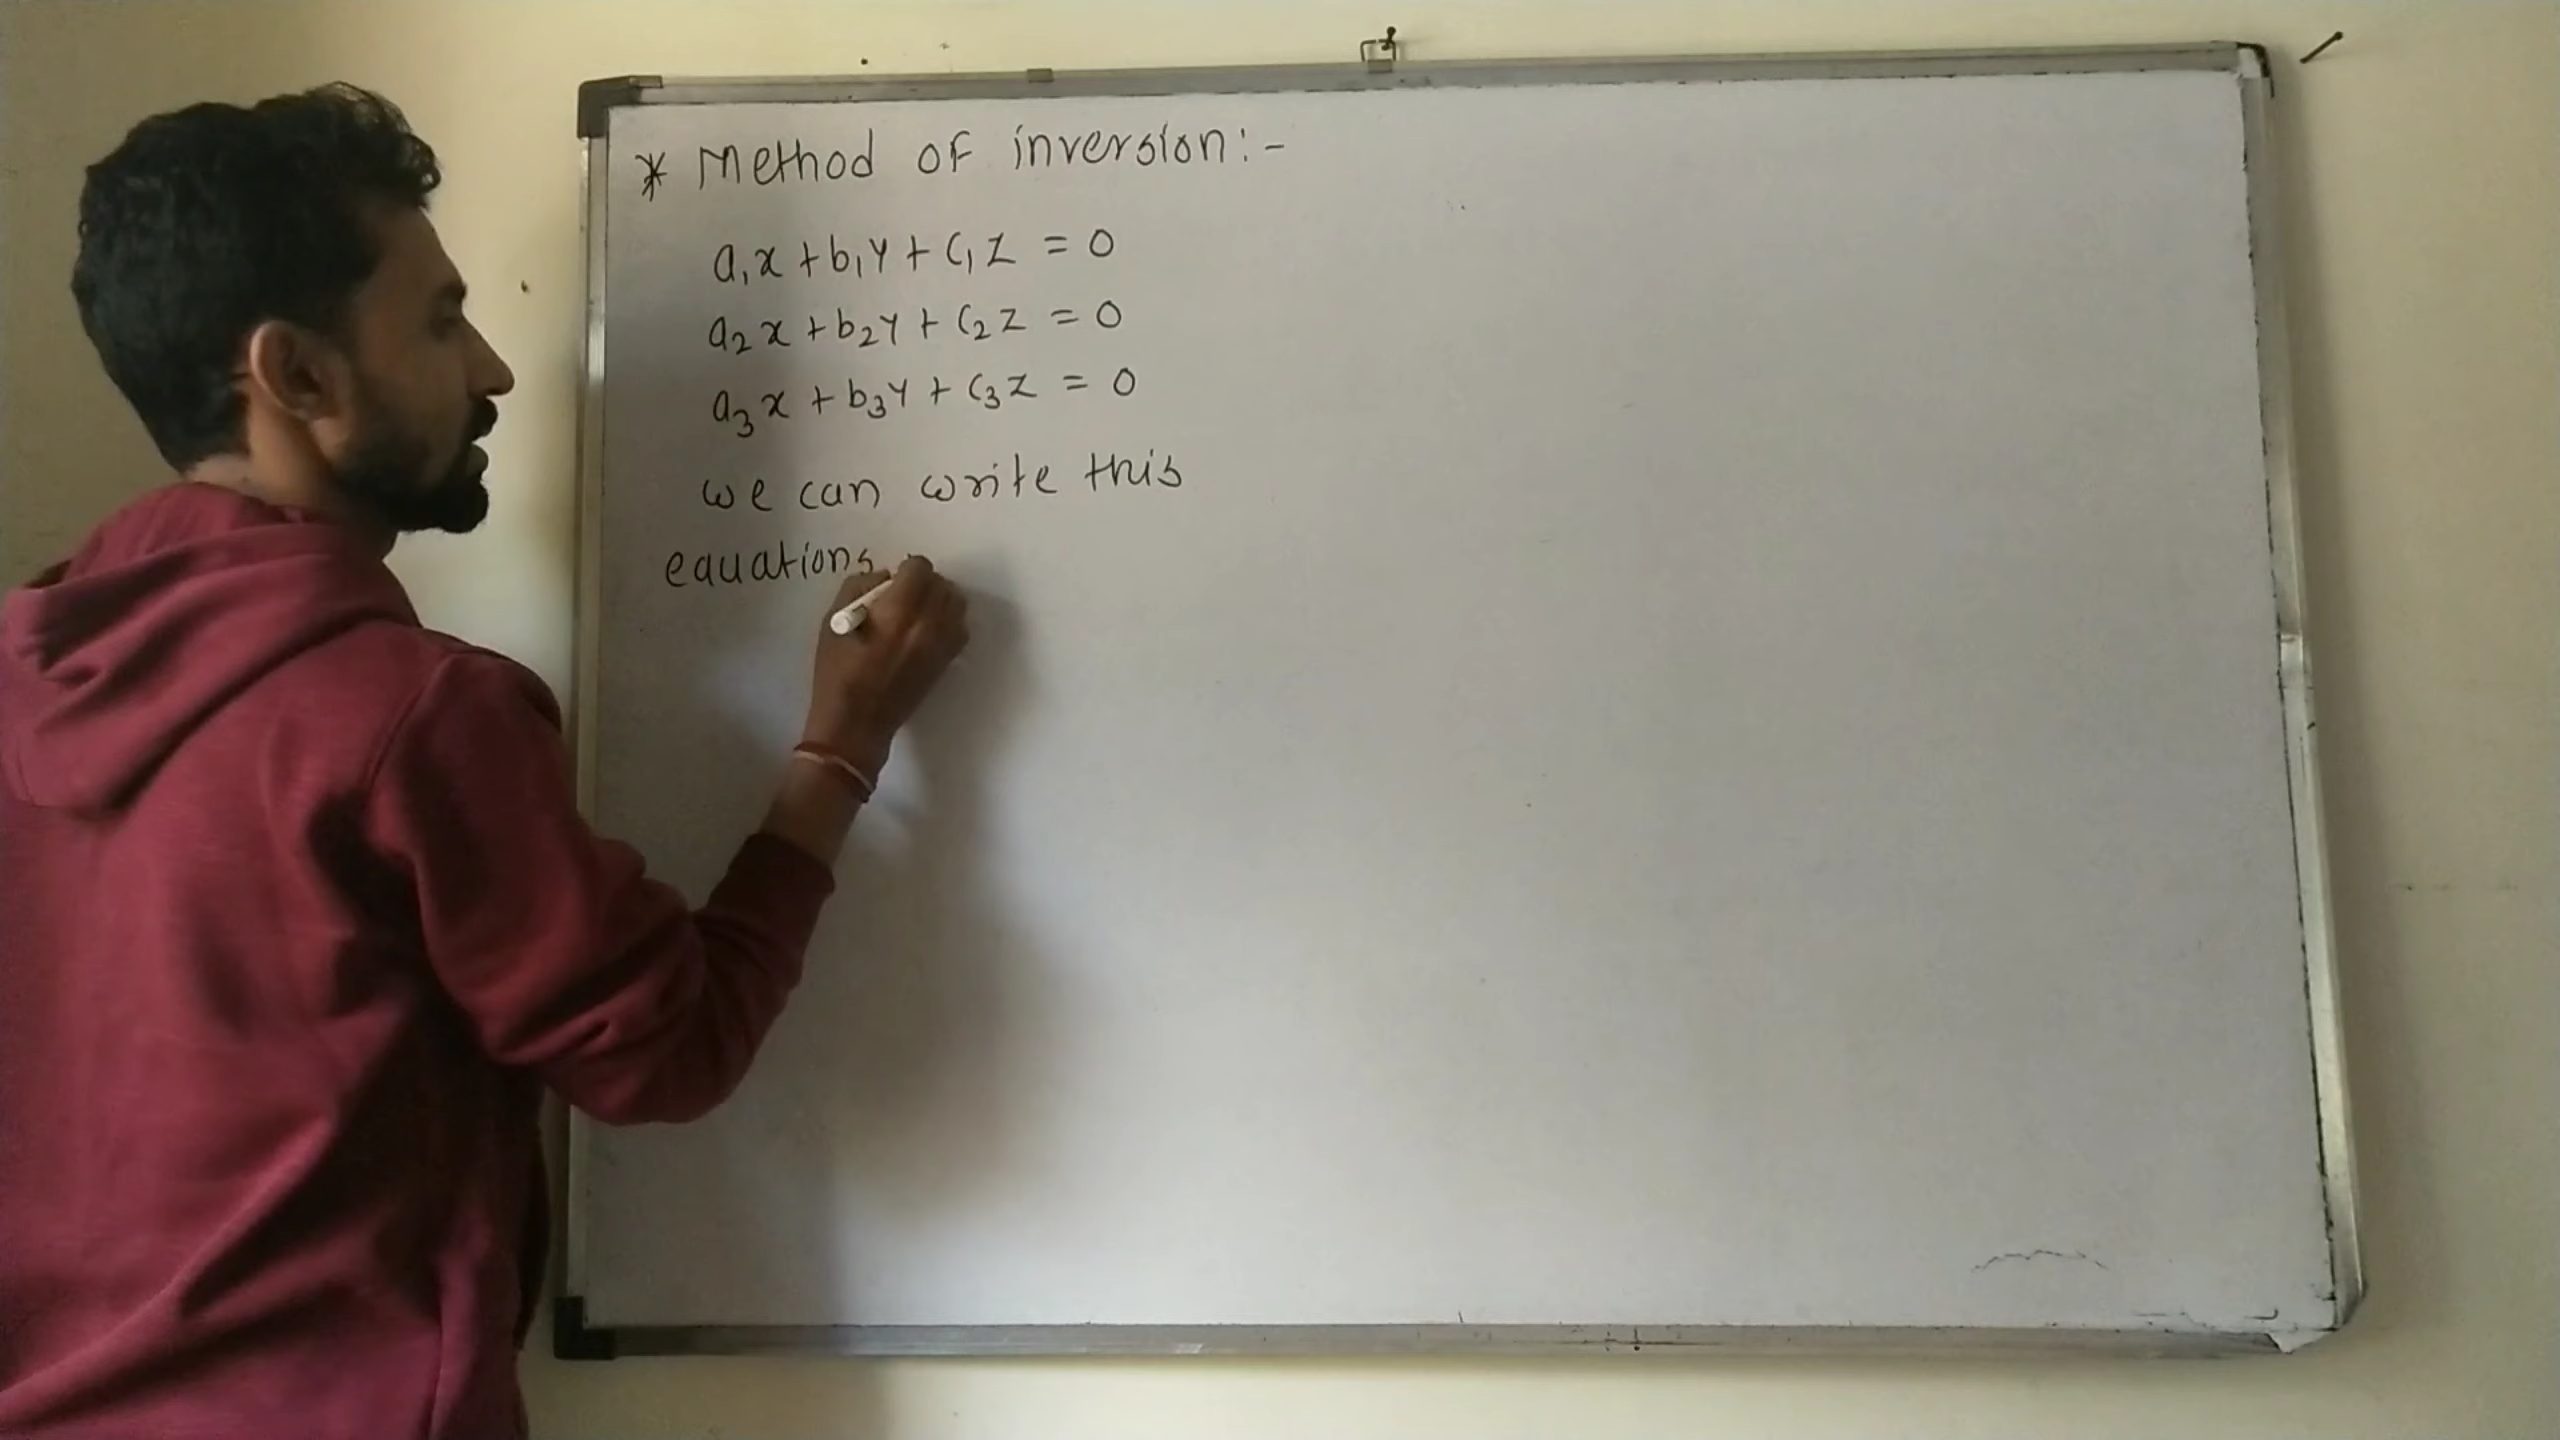 * Method of inversion:-
a₁x + b₁y + c₁z = 0
a₂x + b₂y + c₂z = 0
a₃x + b₃y + c₃z = 0
we can write this
equations